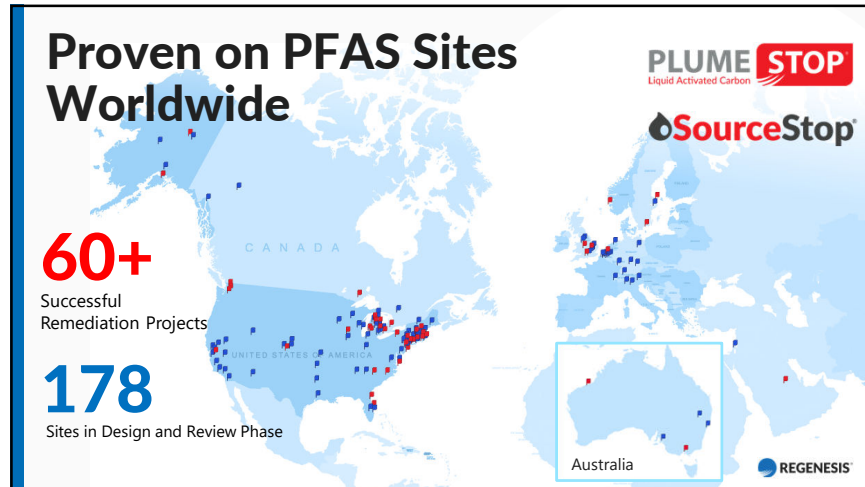 Proven on PFAS Sites
Worldwide
PLUME STOP®
Liquid Activated Carbon
SourceStop®
CANADA
60+
Successful
Remediation Projects
UNITED STATES OF AMERICA
178
Sites in Design and Review Phase
Australia
REGENESIS®